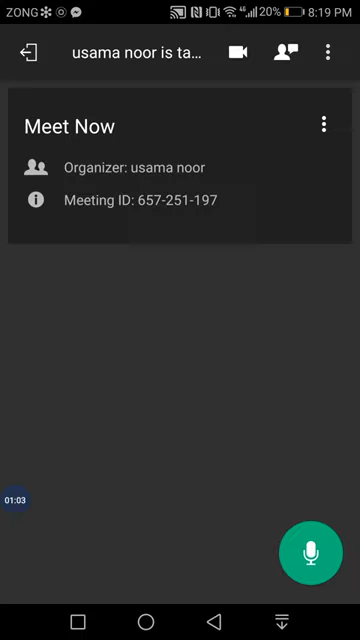 ZONG 4G 20% 8:19 PM
usama noor is ta...
Meet Now
Organizer: usama noor
Meeting ID: 657-251-197
01:03